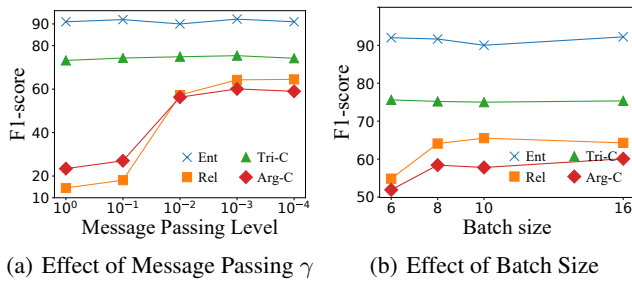 F1-score
90
80
60
40
20
10
Ent
Tri-C
Rel
Arg-C
10⁰
10⁻¹
10⁻²
10⁻³
10⁻⁴
Message Passing Level
(a) Effect of Message Passing γ
F1-score
90
80
70
60
50
Ent
Tri-C
Rel
Arg-C
6
8
10
16
Batch size
(b) Effect of Batch Size